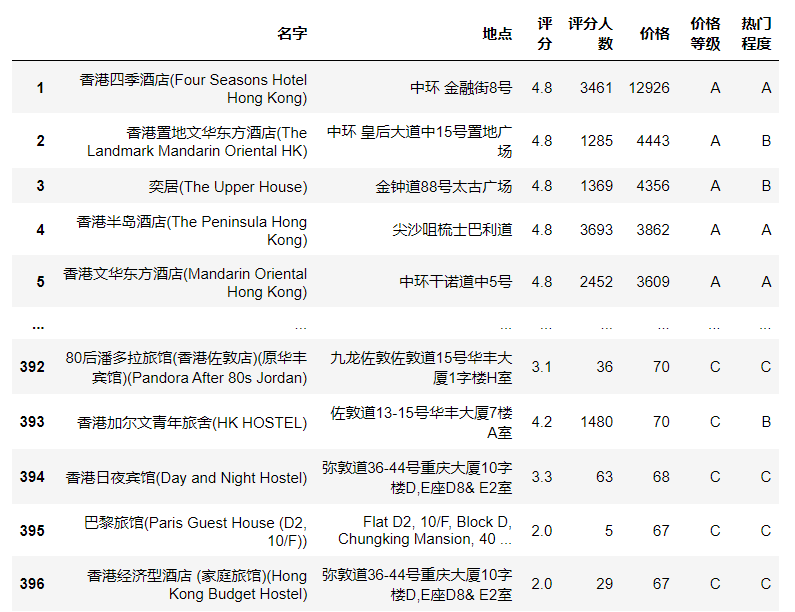 名字 地点 评分 评分人数 价格 价格等级 热门程度
1 香港四季酒店(Four Seasons Hotel Hong Kong) 中环 金融街8号 4.8 3461 12926 A A
2 香港置地文华东方酒店(The Landmark Mandarin Oriental HK) 中环 皇后大道中15号置地广场 4.8 1285 4443 A B
3 奕居(The Upper House) 金钟道88号太古广场 4.8 1369 4356 A B
4 香港半岛酒店(The Peninsula Hong Kong) 尖沙咀梳士巴利道 4.8 3693 3862 A A
5 香港文华东方酒店(Mandarin Oriental Hong Kong) 中环干诺道中5号 4.8 2452 3609 A A
... ... ... ... ... ... ... ...
392 80后潘多拉旅馆(香港佐敦店)(原华丰宾馆)(Pandora After 80s Jordan) 九龙佐敦佐敦道15号华丰大厦1字楼H室 3.1 36 70 C C
393 香港加尔文青年旅舍(HK HOSTEL) 佐敦道13-15号华丰大厦7楼A室 4.2 1480 70 C B
394 香港日夜宾馆(Day and Night Hostel) 弥敦道36-44号重庆大厦10字楼D,E座D8& E2室 3.3 63 68 C C
395 巴黎旅馆(Paris Guest House (D2, 10/F)) Flat D2, 10/F, Block D, Chungking Mansion, 40 ... 2.0 5 67 C C
396 香港经济型酒店 (家庭旅馆)(Hong Kong Budget Hostel) 弥敦道36-44号重庆大厦10字楼D,E座D8& E2室 2.0 29 67 C C